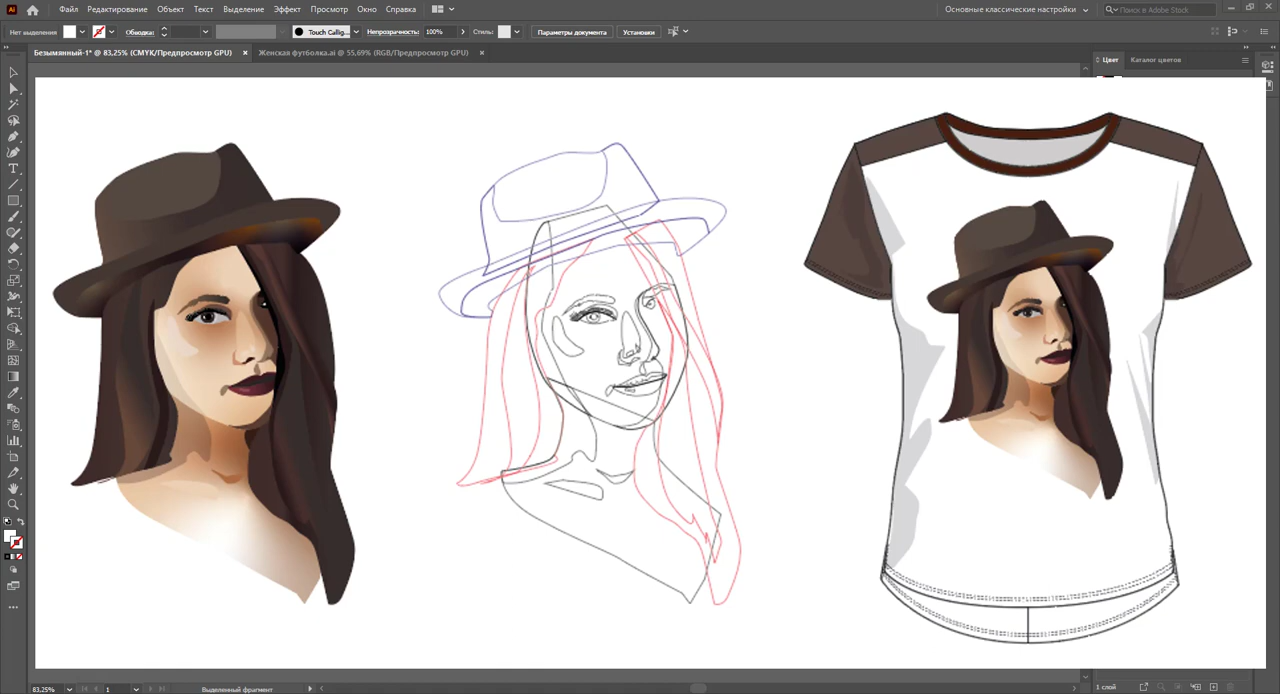 Ai Файл Редактирование Объект Текст Выделение Эффект Просмотр Окно Справка Основные классические настройки Поиск в Adobe Stock
Нет выделения Обводка: Touch Callig... Непрозрачность: 100% Стиль: Параметры документа Установки
Безымянный-1* @ 83,25% (CMYK/Предпросмотр GPU) × Женская футболка.ai @ 55,69% (RGB/Предпросмотр GPU) ×
Цвет Каталог цветов
83,25% 1 Выделенный фрагмент 1 слой